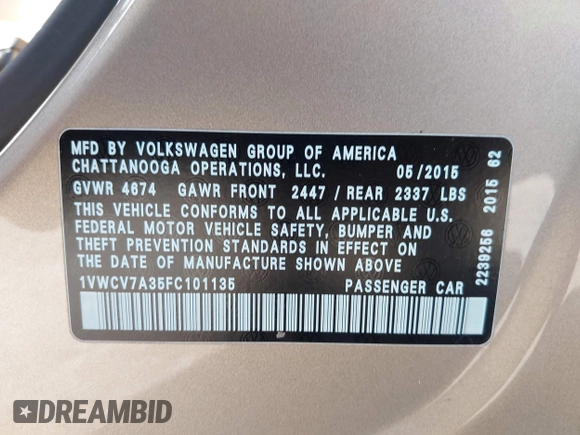 MFD BY VOLKSWAGEN GROUP OF AMERICA
CHATTANOOGA OPERATIONS, LLC. 05/2015
GVWR 4674 GAWR FRONT 2447 / REAR 2337 LBS
THIS VEHICLE CONFORMS TO ALL APPLICABLE U.S.
FEDERAL MOTOR VEHICLE SAFETY, BUMPER AND
THEFT PREVENTION STANDARDS IN EFFECT ON
THE DATE OF MANUFACTURE SHOWN ABOVE
1VWCV7A35FC101135 PASSENGER CAR
2239256 2015 62
DREAMBID